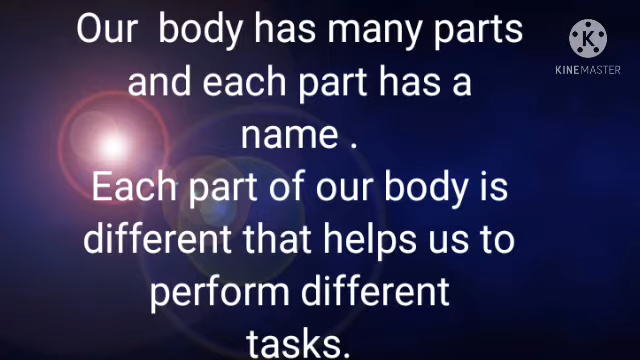 Our  body has many parts
and each part has a
name .
Each part of our body is
different that helps us to
perform different
tasks.
K
KINEMASTER